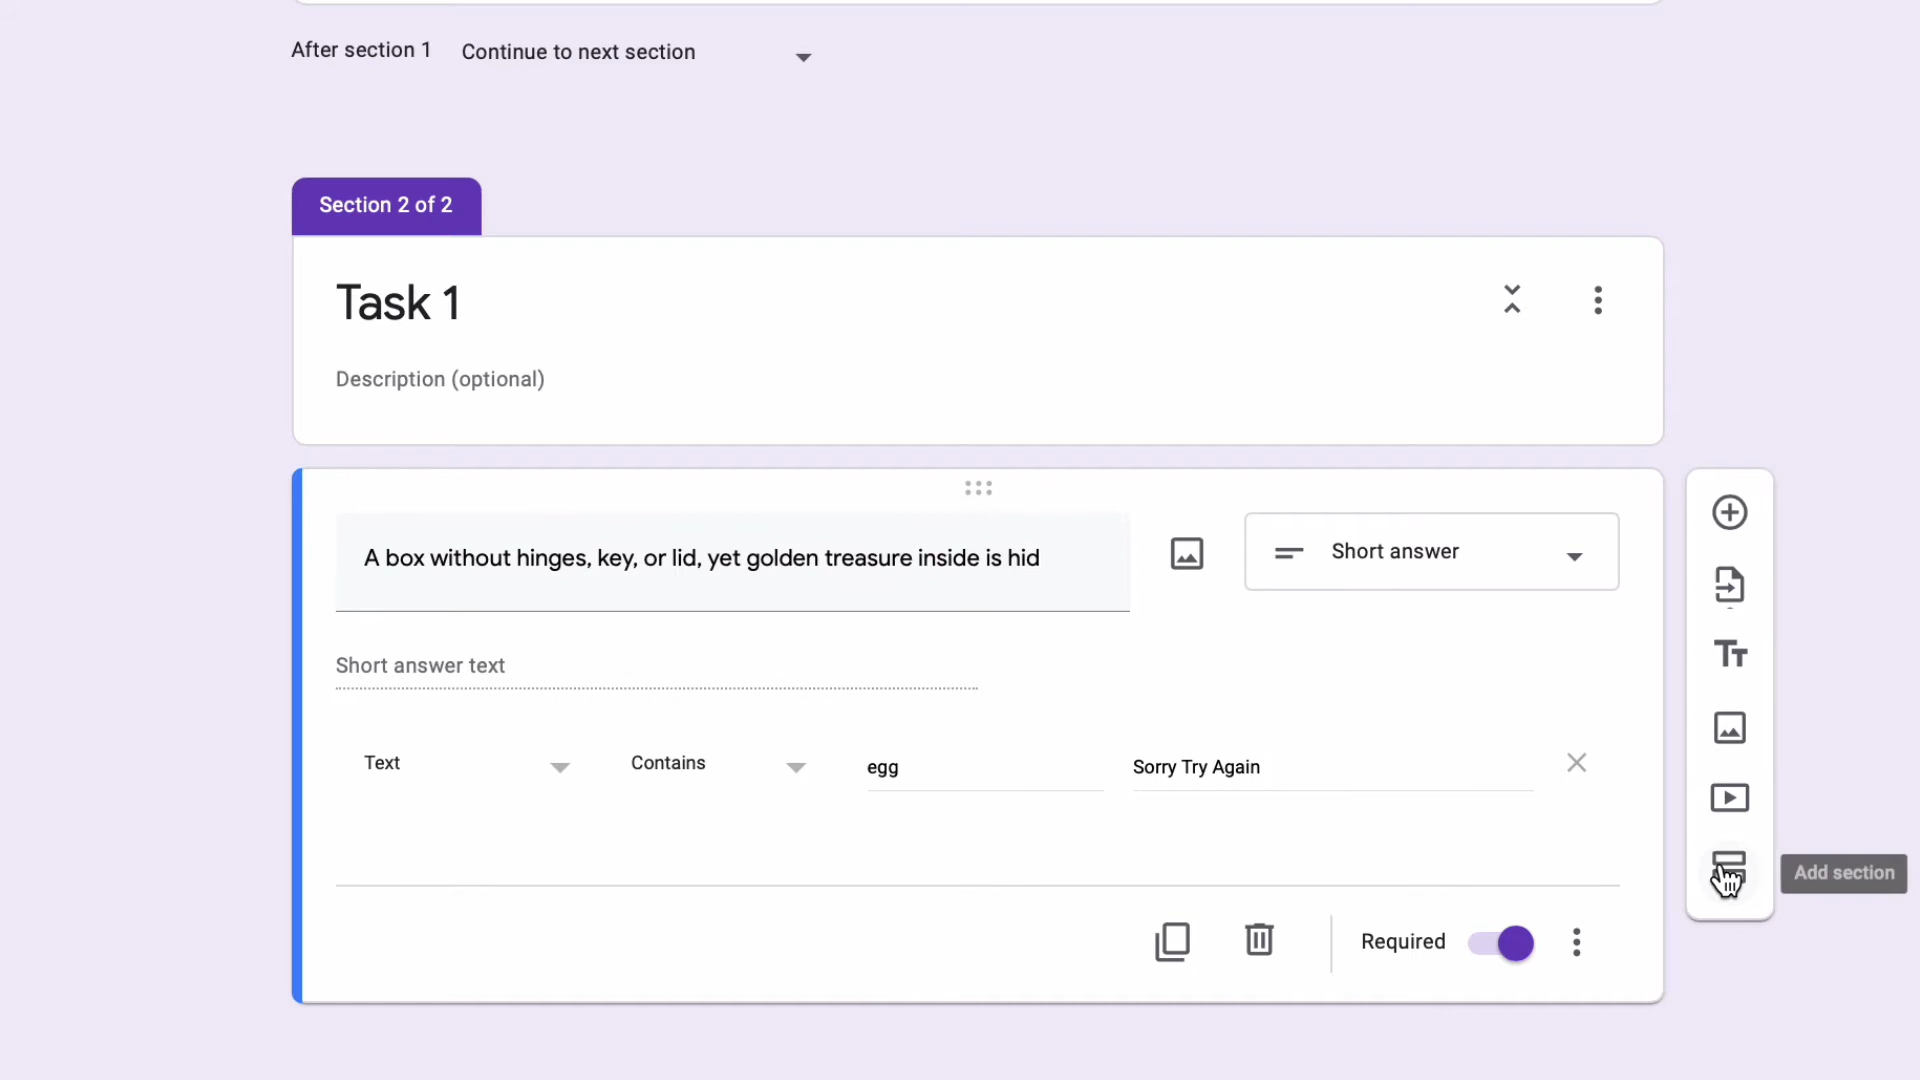 After section 1 Continue to next section
Section 2 of 2
Task 1
Description (optional)
A box without hinges, key, or lid, yet golden treasure inside is hid
Short answer
Short answer text
Text Contains egg Sorry Try Again
Add section
Required